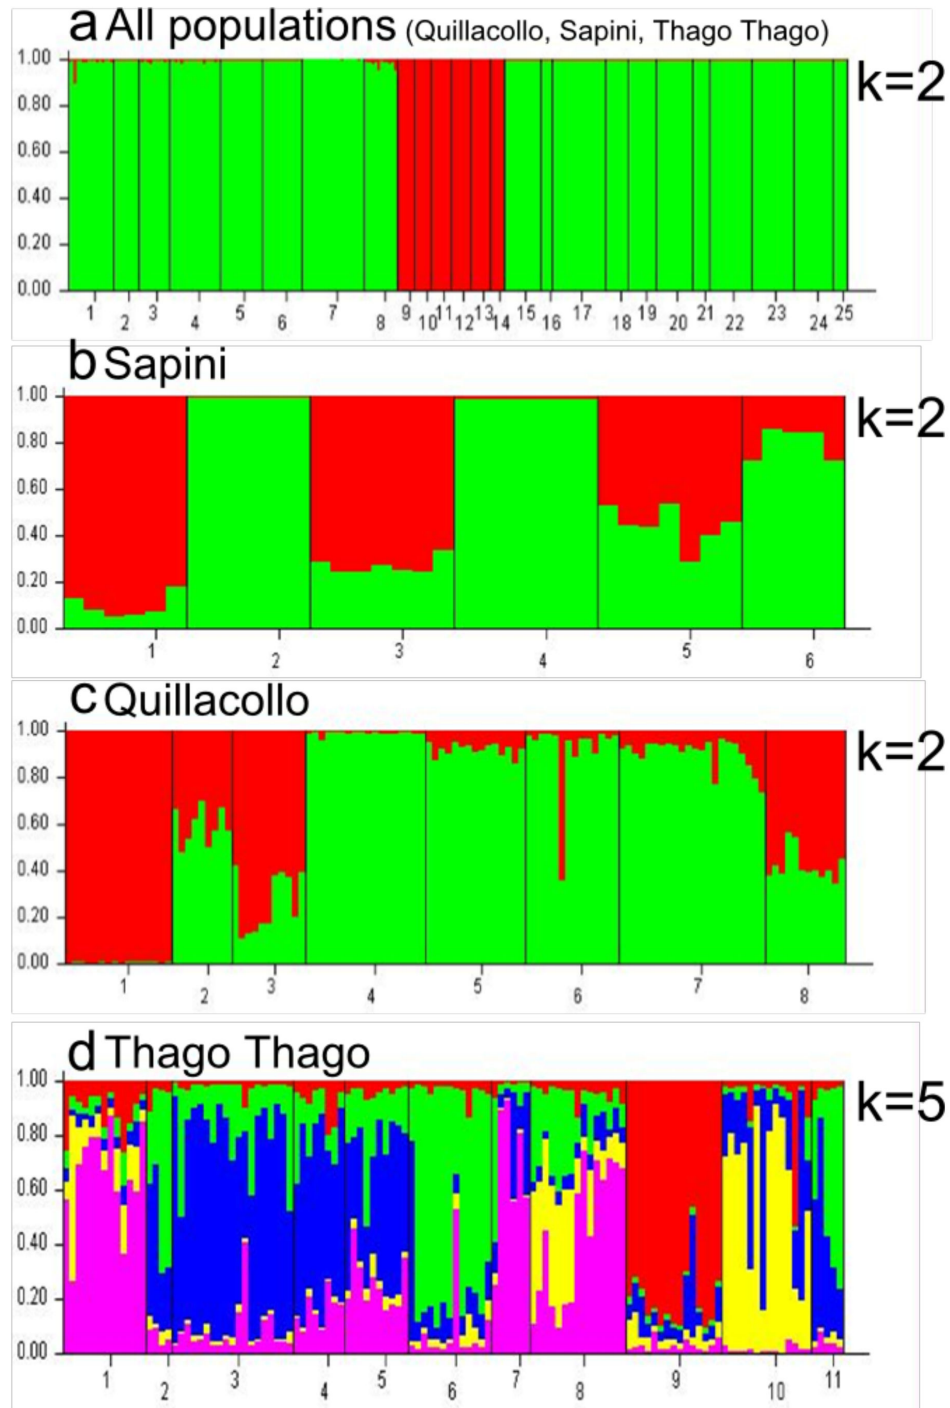 a All populations (Quillacollo, Sapini, Thago Thago)
k=2
1.00
0.80
0.60
0.40
0.20
0.00
1 2 3 4 5 6 7 8 9 10 11 12 13 14 15 16 17 18 19 20 21 22 23 24 25
b Sapini
k=2
1.00
0.80
0.60
0.40
0.20
0.00
1 2 3 4 5 6
c Quillacollo
k=2
1.00
0.80
0.60
0.40
0.20
0.00
1 2 3 4 5 6 7 8
d Thago Thago
k=5
1.00
0.80
0.60
0.40
0.20
0.00
1 2 3 4 5 6 7 8 9 10 11